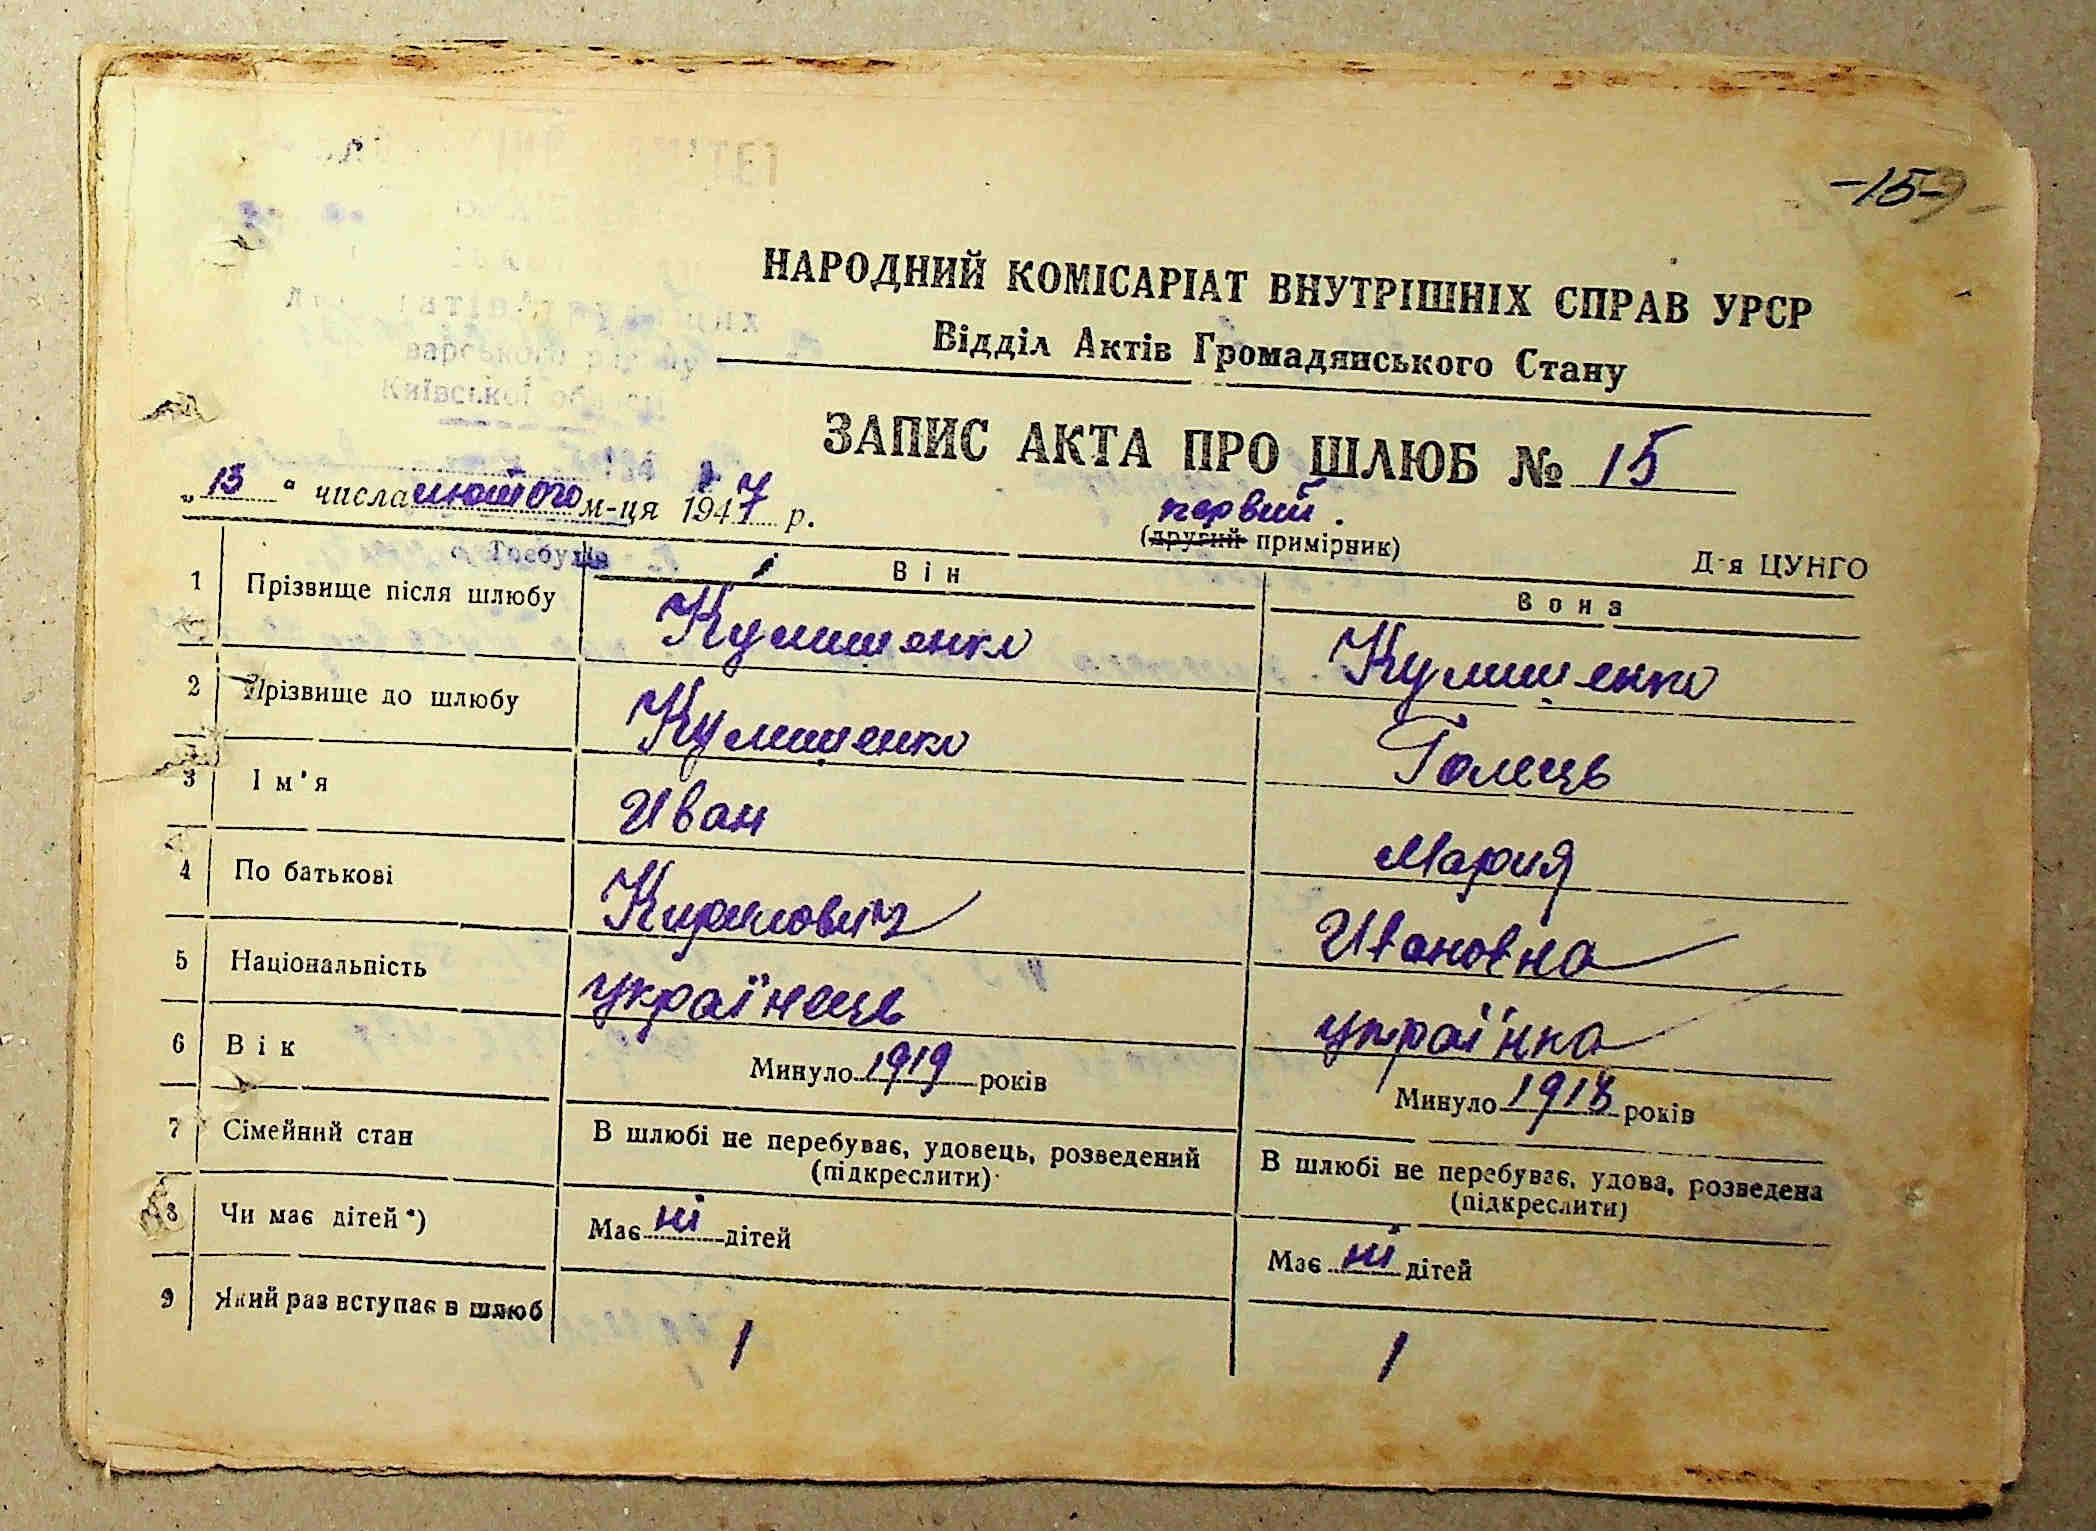 -15-
НАРОДНИЙ КОМІСАРІАТ ВНУТРІШНІХ СПРАВ УРСР
Відділ Актів Громадянського Стану
ЗАПИС АКТА ПРО ШЛЮБ № 15
„13“ числа лютого м-ця 1947 р.
первий.
(другий примірник)
Д-я ЦУНГО
Він Вона
1 Прізвище після шлюбу Кулишенко Кулишенко
2 Прізвище до шлюбу Кулишенко Голець
3 Ім'я Иван Мария
4 По батькові Кирилович Ивановна
5 Національність українець українка
6 Вік Минуло 1919 років Минуло 1918 років
7 Сімейний стан В шлюбі не перебуває, удовець, розведений (підкреслити) В шлюбі не перебуває, удова, розведена (підкреслити)
8 Чи має дітей*) Має ні дітей Має ні дітей
9 Який раз вступає в шлюб 1 1